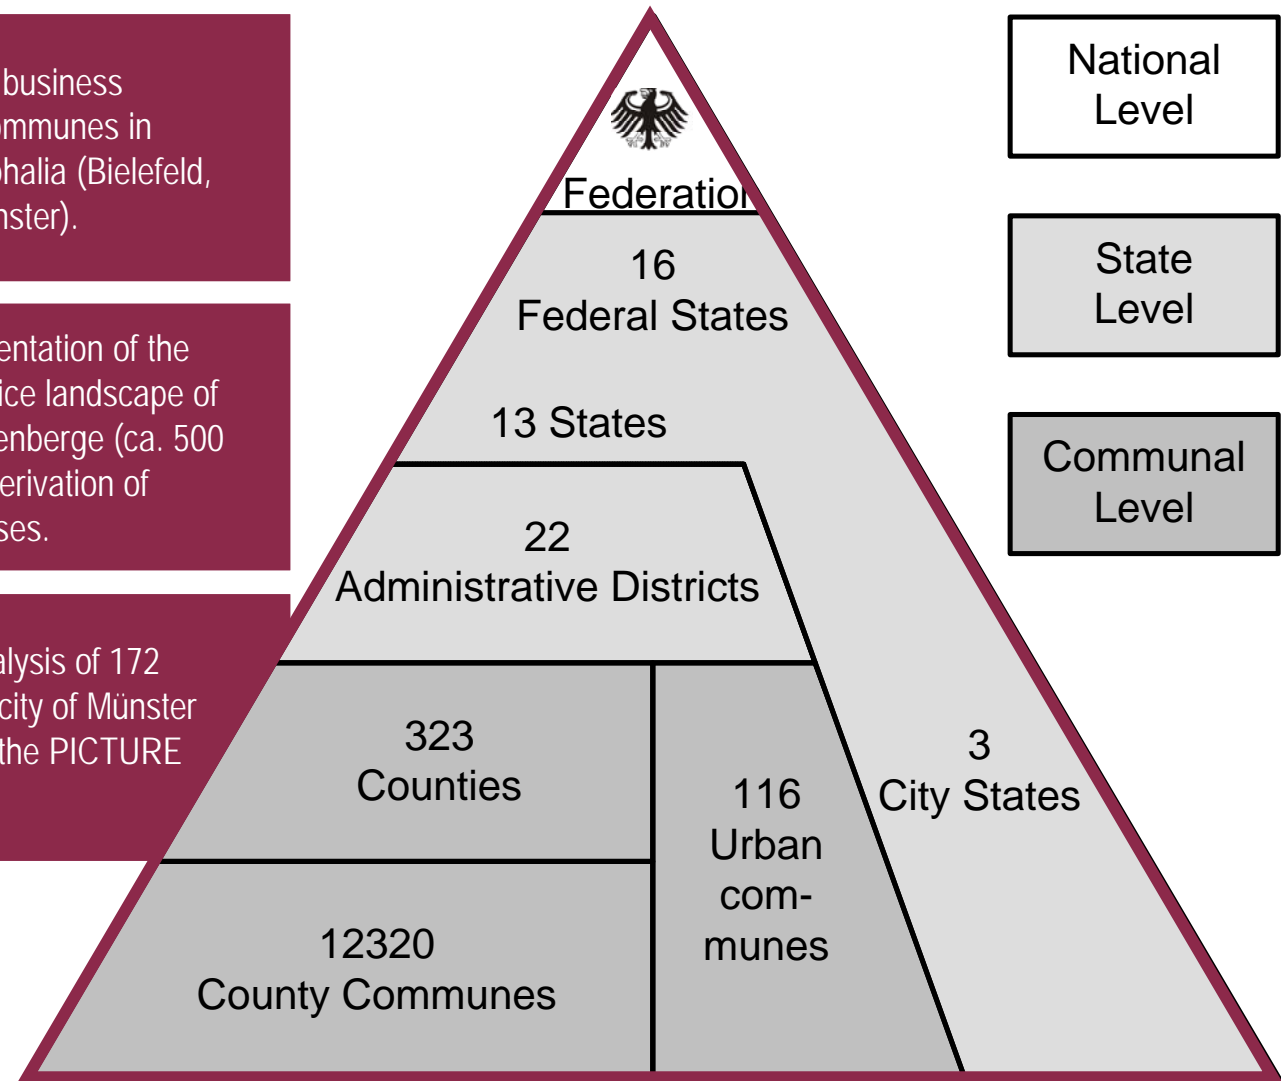 business
ommunes in
phalia (Bielefeld,
nster).
entation of the
ice landscape of
enberge (ca. 500
erivation of
ses.
alysis of 172
city of Münster
the PICTURE
Federation
16
Federal States
13 States
22
Administrative Districts
323
Counties
116
Urban
com-
munes
3
City States
12320
County Communes
National
Level
State
Level
Communal
Level